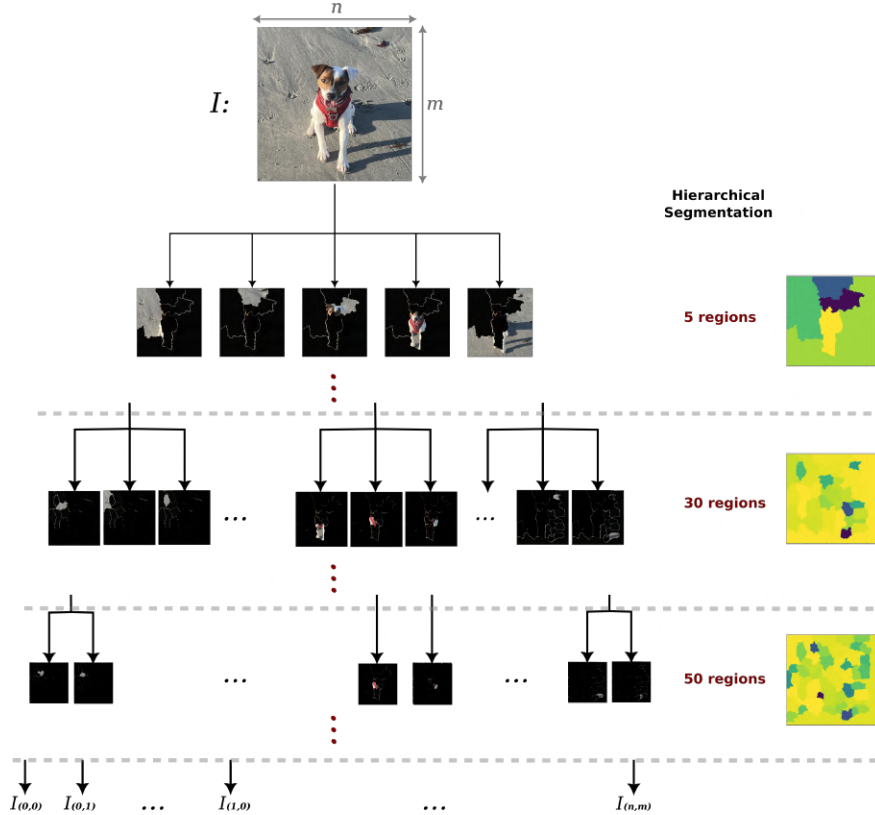 n
I:
m
Hierarchical
Segmentation
5 regions
30 regions
...
...
50 regions
...
...
I(0,0) I(0,1) ... I(1,0) ... I(n,m)